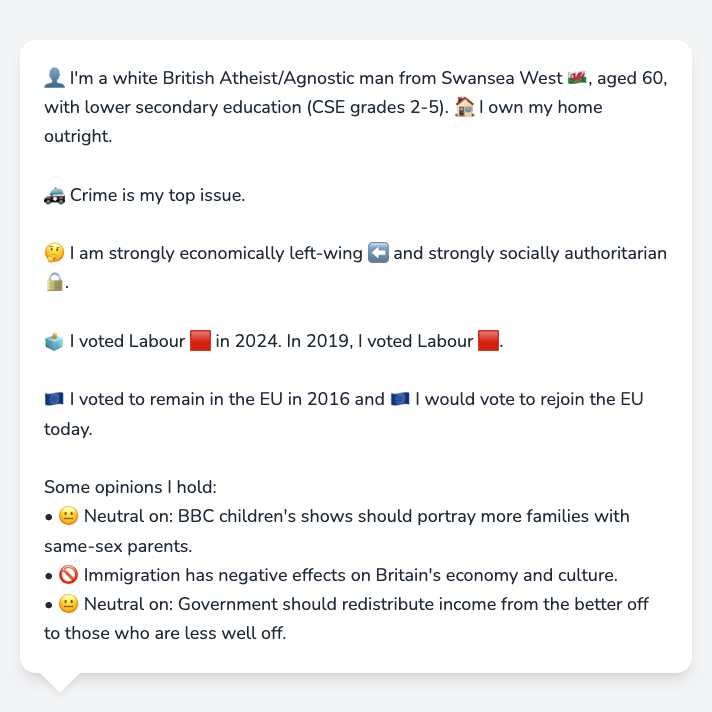 👤 I'm a white British Atheist/Agnostic man from Swansea West 🏴󠁧󠁢󠁷󠁬󠁳󠁿, aged 60,
with lower secondary education (CSE grades 2-5). 🏠 I own my home
outright.
🚓 Crime is my top issue.
🤔 I am strongly economically left-wing ⬅️ and strongly socially authoritarian
🔒.
🗳️ I voted Labour 🟥 in 2024. In 2019, I voted Labour 🟥.
🇪🇺 I voted to remain in the EU in 2016 and 🇪🇺 I would vote to rejoin the EU
today.
Some opinions I hold:
• 😐 Neutral on: BBC children's shows should portray more families with
same-sex parents.
• 🚫 Immigration has negative effects on Britain's economy and culture.
• 😐 Neutral on: Government should redistribute income from the better off
to those who are less well off.